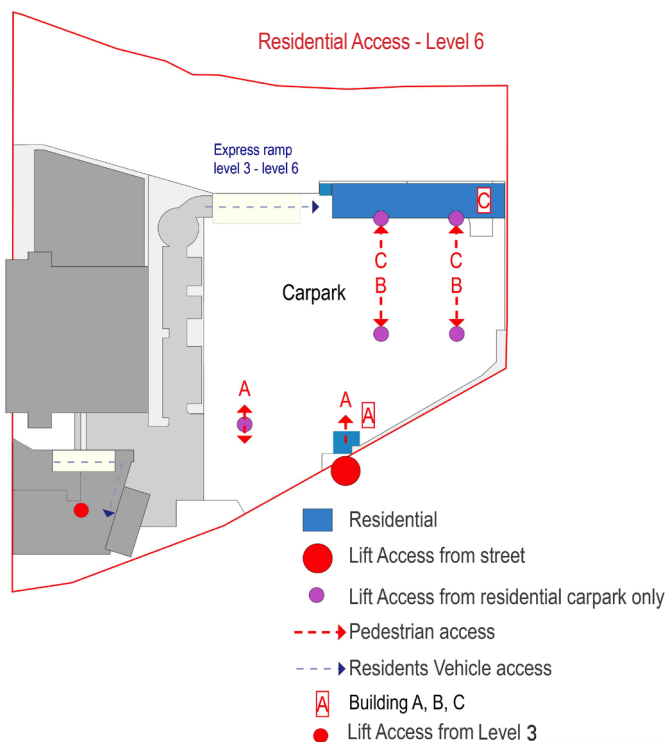 Residential Access - Level 6
Express ramp
level 3 - level 6
C
C
C
B
B
Carpark
A
A
A
Residential
Lift Access from street
Lift Access from residential carpark only
Pedestrian access
Residents Vehicle access
A
Building A, B, C
Lift Access from Level 3